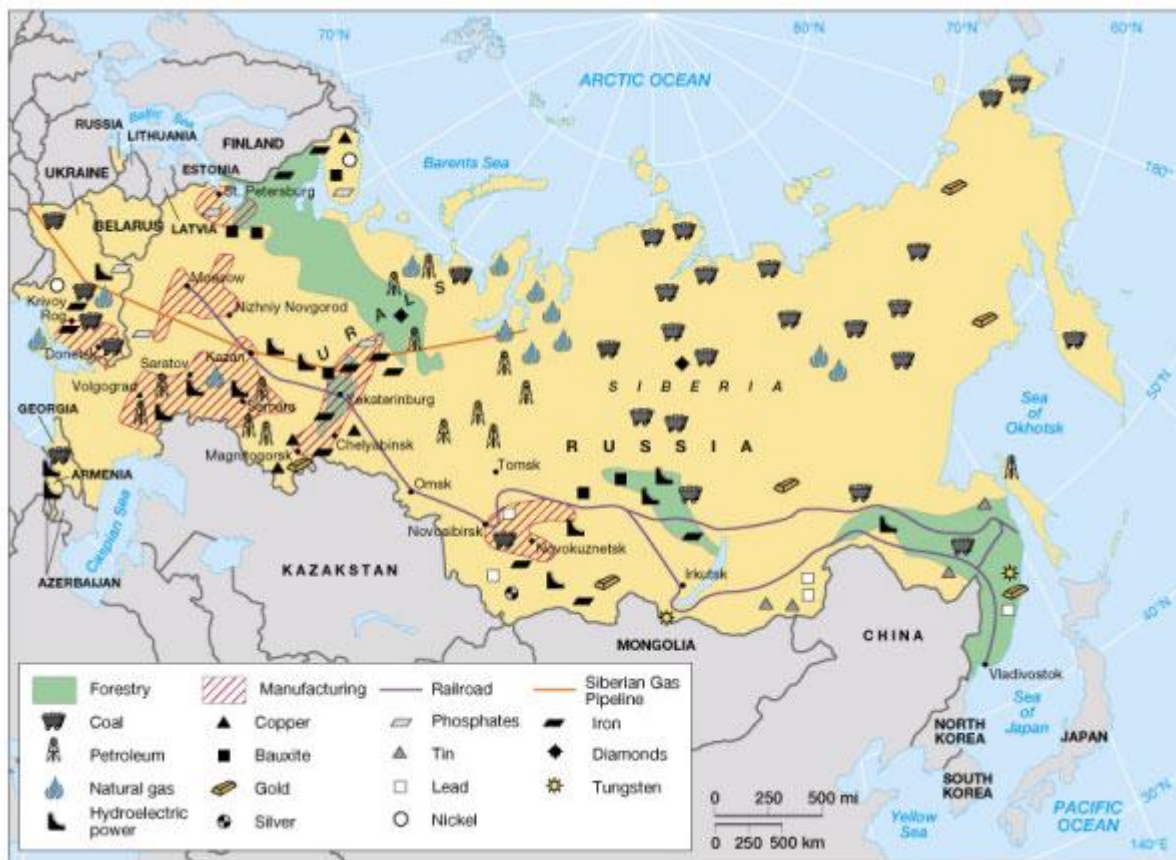 70°N
80°N
70°N
60°N
ARCTIC OCEAN
Baltic Sea
RUSSIA
LITHUANIA
FINLAND
Barents Sea
180°
UKRAINE
ESTONIA
St. Petersburg
BELARUS
LATVIA
Moscow
Nizhniy Novgorod
Krivoy
Rog
Donetsk
Saratov
Kazan
URALS
50°N
Volgograd
Samara
Yekaterinburg
SIBERIA
Sea
of
Okhotsk
GEORGIA
Chelyabinsk
RUSSIA
Magnitogorsk
Tomsk
ARMENIA
Omsk
Caspian Sea
Novosibirsk
Novokuznetsk
AZERBAIJAN
KAZAKSTAN
Irkutsk
40°N
MONGOLIA
CHINA
Vladivostok
Sea
of
Japan
NORTH
KOREA
JAPAN
SOUTH
KOREA
30°N
Yellow
Sea
PACIFIC
OCEAN
140°E
Forestry
Manufacturing
Railroad
Siberian Gas
Pipeline
Coal
Copper
Phosphates
Iron
Petroleum
Bauxite
Tin
Diamonds
Natural gas
Gold
Lead
Tungsten
Hydroelectric
power
Silver
Nickel
0 250 500 mi
0 250 500 km